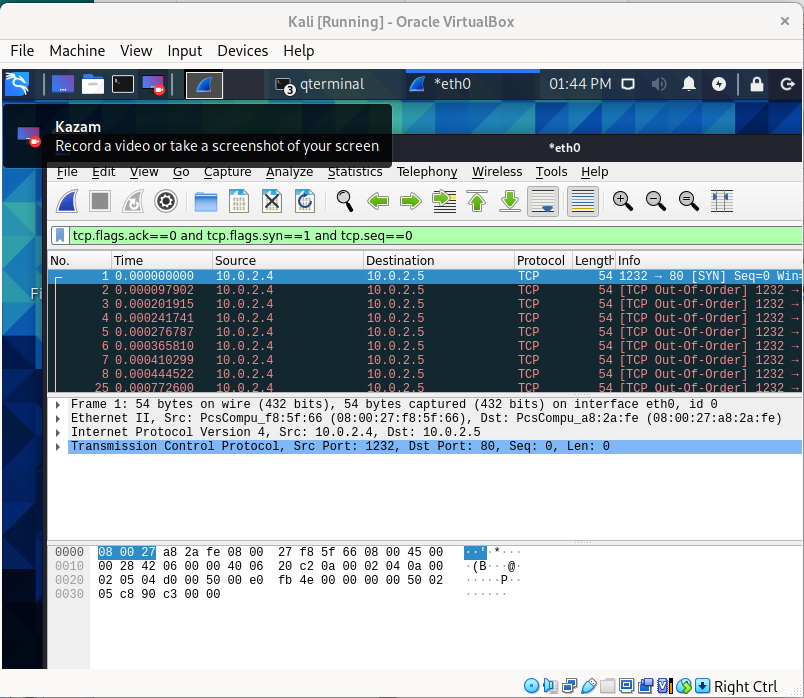 Kali [Running] - Oracle VirtualBox
File Machine View Input Devices Help
3 qterminal *eth0 01:44 PM
Kazam
Record a video or take a screenshot of your screen
*eth0
File Edit View Go Capture Analyze Statistics Telephony Wireless Tools Help
tcp.flags.ack==0 and tcp.flags.syn==1 and tcp.seq==0
No. Time Source Destination Protocol Length Info
1 0.000000000 10.0.2.4 10.0.2.5 TCP 54 1232 → 80 [SYN] Seq=0 Win=
2 0.000097902 10.0.2.4 10.0.2.5 TCP 54 [TCP Out-Of-Order] 1232 →
3 0.000201915 10.0.2.4 10.0.2.5 TCP 54 [TCP Out-Of-Order] 1232 →
4 0.000241741 10.0.2.4 10.0.2.5 TCP 54 [TCP Out-Of-Order] 1232 →
5 0.000276787 10.0.2.4 10.0.2.5 TCP 54 [TCP Out-Of-Order] 1232 →
6 0.000365810 10.0.2.4 10.0.2.5 TCP 54 [TCP Out-Of-Order] 1232 →
7 0.000410299 10.0.2.4 10.0.2.5 TCP 54 [TCP Out-Of-Order] 1232 →
8 0.000444522 10.0.2.4 10.0.2.5 TCP 54 [TCP Out-Of-Order] 1232 →
25 0.000772600 10.0.2.4 10.0.2.5 TCP 54 [TCP Out-Of-Order] 1232 →
Frame 1: 54 bytes on wire (432 bits), 54 bytes captured (432 bits) on interface eth0, id 0
Ethernet II, Src: PcsCompu_f8:5f:66 (08:00:27:f8:5f:66), Dst: PcsCompu_a8:2a:fe (08:00:27:a8:2a:fe)
Internet Protocol Version 4, Src: 10.0.2.4, Dst: 10.0.2.5
Transmission Control Protocol, Src Port: 1232, Dst Port: 80, Seq: 0, Len: 0
0000 08 00 27 a8 2a fe 08 00 27 f8 5f 66 08 00 45 00 ··'·*···
0010 00 28 42 06 00 00 40 06 20 c2 0a 00 02 04 0a 00 ·(B···@·
0020 02 05 04 d0 00 50 00 e0 fb 4e 00 00 00 00 50 02 ·····P··
0030 05 c8 90 c3 00 00 ······
Right Ctrl